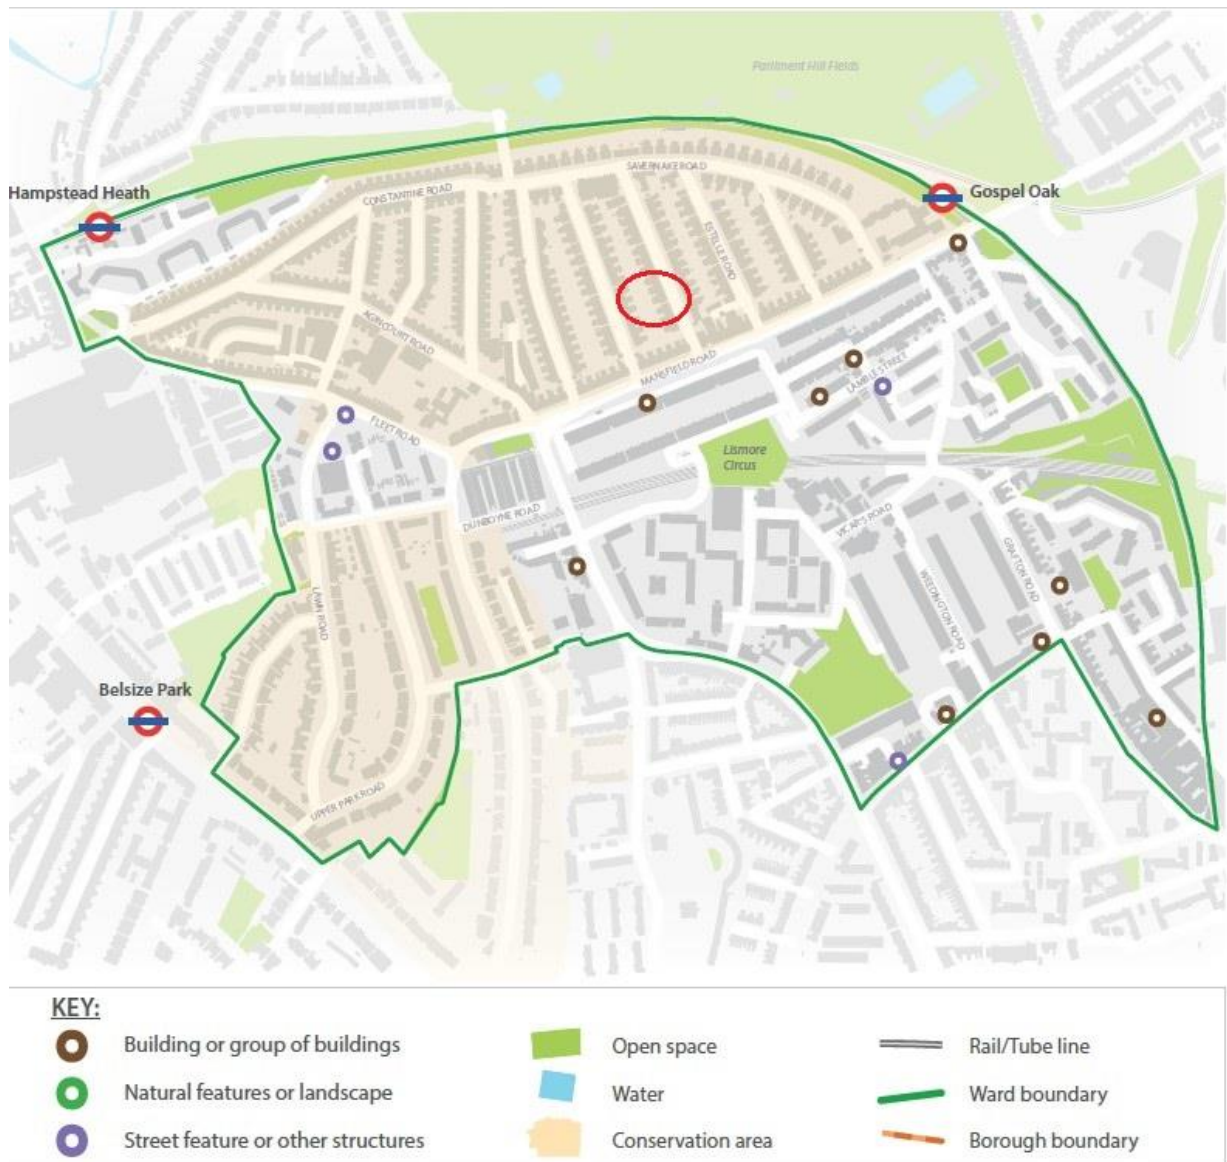 Parliment Hill Fields
Hampstead Heath
Gospel Oak
SAVERNAKE ROAD
CONSTANTINE ROAD
ESTELLE ROAD
AGINCOURT ROAD
MANSFIELD ROAD
LAMBLE STREET
FLEET ROAD
Lismore
Circus
DUNBOYNE ROAD
VICARS ROAD
GRAFTON ROAD
WEEDINGTON ROAD
LAWN ROAD
Belsize Park
UPPER PARK ROAD
KEY:
Building or group of buildings
Open space
Rail/Tube line
Natural features or landscape
Water
Ward boundary
Street feature or other structures
Conservation area
Borough boundary